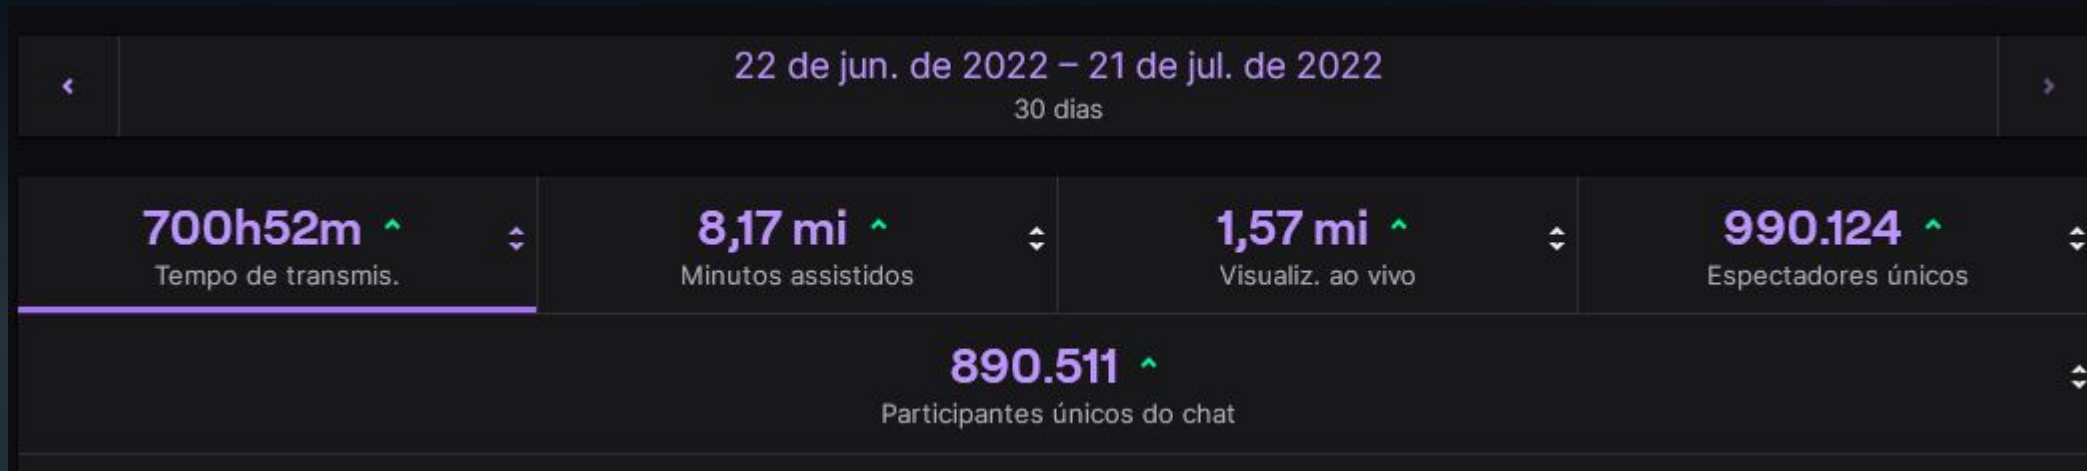 22 de jun. de 2022 – 21 de jul. de 2022
30 dias
700h52m
Tempo de transmis.
8,17 mi
Minutos assistidos
1,57 mi
Visualiz. ao vivo
990.124
Espectadores únicos
890.511
Participantes únicos do chat